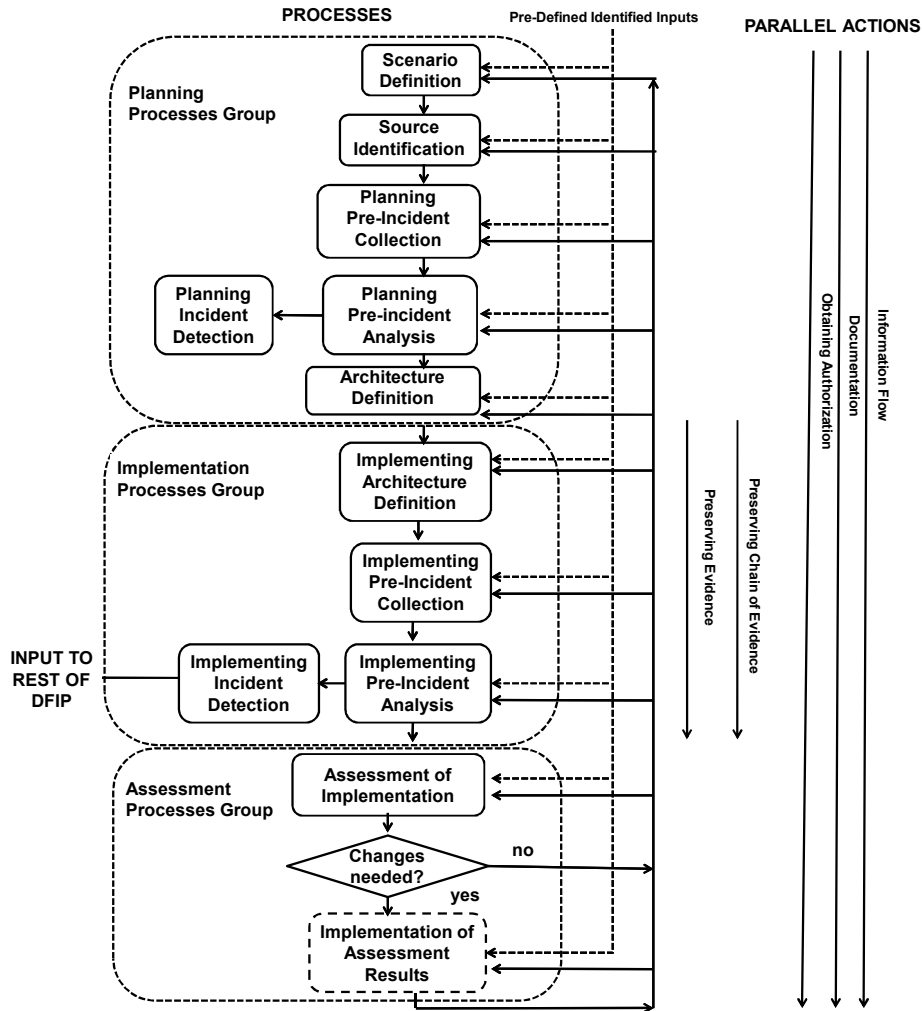 PROCESSES
Pre-Defined Identified Inputs
PARALLEL ACTIONS
Scenario
Definition
Planning
Processes Group
Source
Identification
Planning
Pre-Incident
Collection
Planning
Incident
Detection
Planning
Pre-incident
Analysis
Architecture
Definition
Obtaining Authorization
Documentation
Information Flow
Implementation
Processes Group
Implementing
Architecture
Definition
Implementing
Pre-Incident
Collection
Preserving Evidence
Preserving Chain of Evidence
INPUT TO
REST OF
DFIP
Implementing
Incident
Detection
Implementing
Pre-Incident
Analysis
Assessment
Processes Group
Assessment of
Implementation
Changes
needed?
no
yes
Implementation of
Assessment
Results